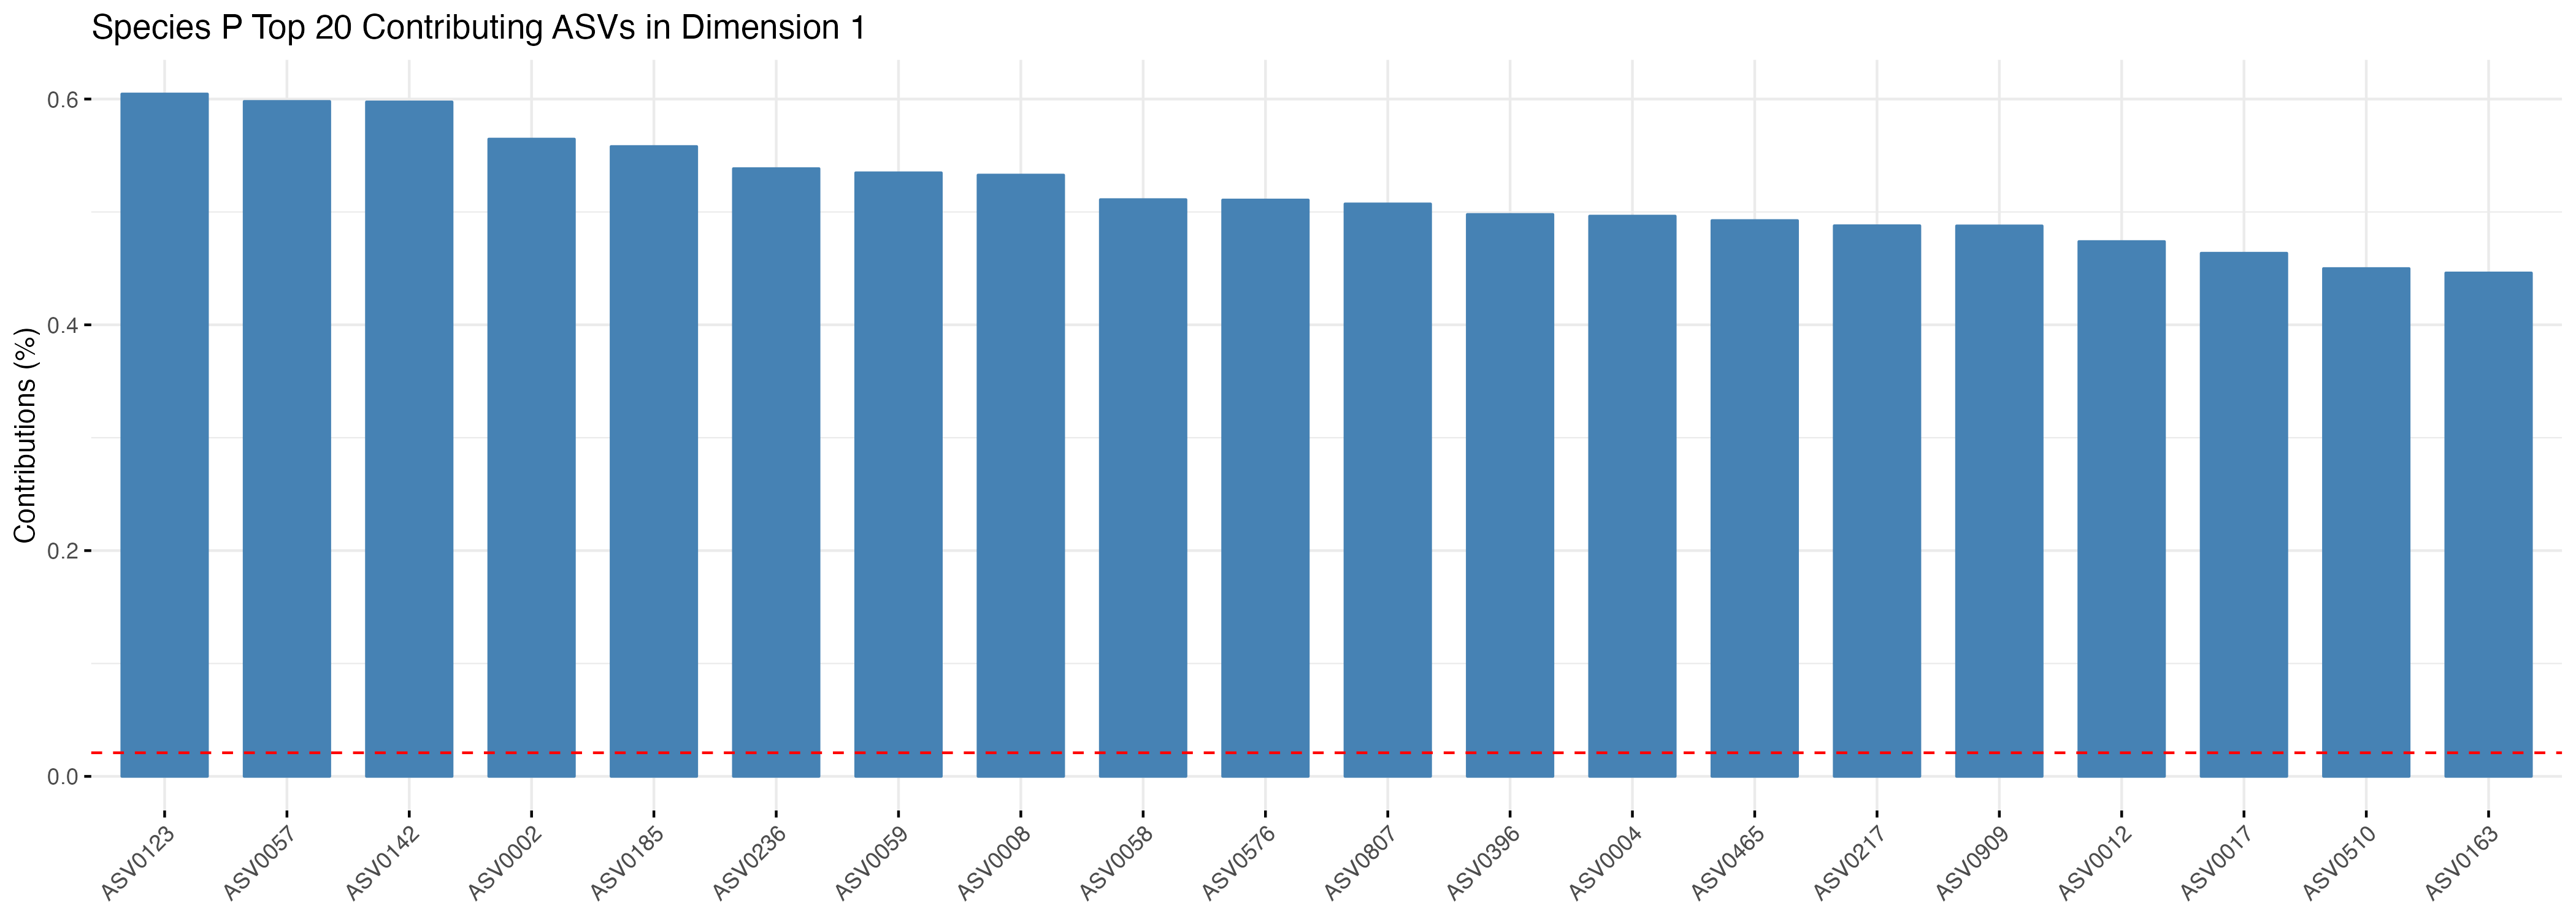 Species P Top 20 Contributing ASVs in Dimension 1
Contributions (%)
0.6
0.4
0.2
0.0
ASV0123
ASV0057
ASV0142
ASV0002
ASV0185
ASV0236
ASV0059
ASV0008
ASV0058
ASV0576
ASV0807
ASV0396
ASV0004
ASV0465
ASV0217
ASV0909
ASV0012
ASV0017
ASV0510
ASV0163